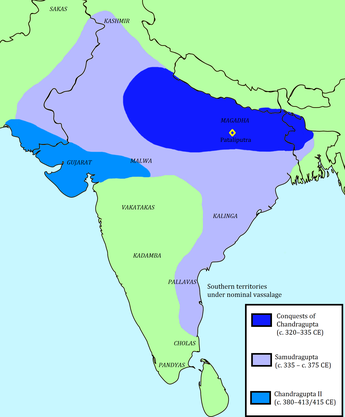 SAKAS
KASHMIR
MAGADHA
Pataliputra
GUJARAT
MALWA
VAKATAKAS
KALINGA
KADAMBA
PALLAVAS
Southern territories
under nominal vassalage
CHOLAS
PANDYAS
Conquests of
Chandragupta
(c. 320–335 CE)
Samudragupta
(c. 335 – c. 375 CE)
Chandragupta II
(c. 380–413/415 CE)